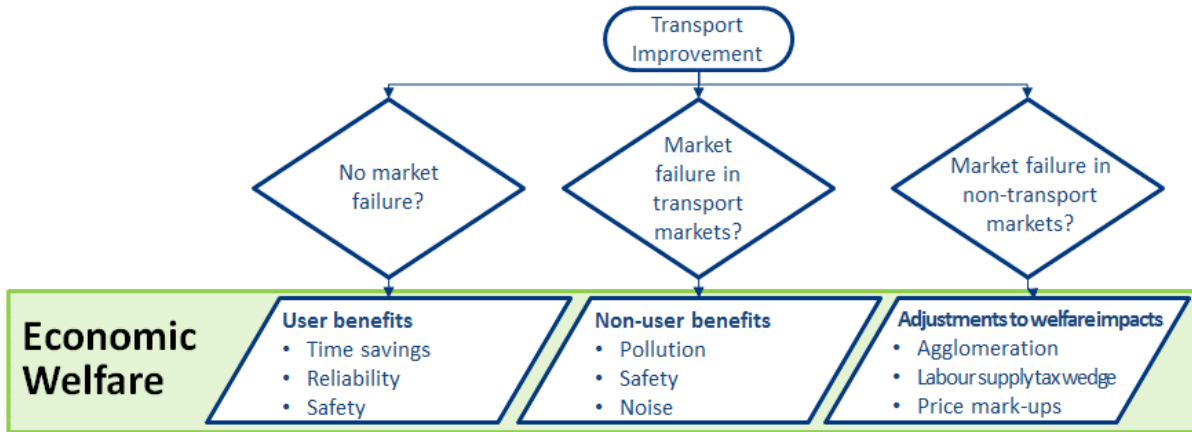 Transport
Improvement
No market
failure?
Market
failure in
transport
markets?
Market failure in
non-transport
markets?
Economic
Welfare
User benefits
• Time savings
• Reliability
• Safety
Non-user benefits
• Pollution
• Safety
• Noise
Adjustments to welfare impacts
• Agglomeration
• Labour supply tax wedge
• Price mark-ups